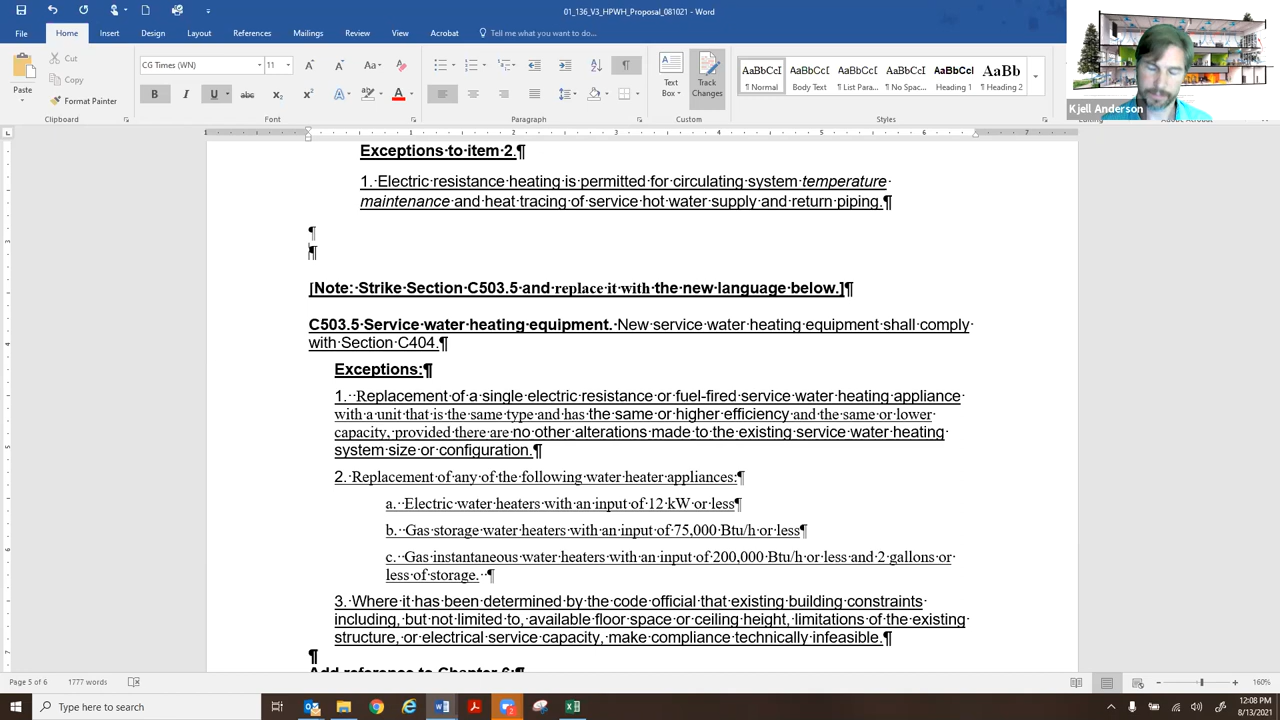 01_136_V3_HPWH_Proposal_081021 - Word
File Home Insert Design Layout References Mailings Review View Acrobat Tell me what you want to do...
Paste
Cut
Copy
Format Painter
Clipboard
CG Times (WN) 11
B I U abc
Font
Paragraph
Text Box
Track Changes
Custom
AaBbCcI AaBbCcI AaBbCcI AaBbCcI AaBbCcI AaBb
¶ Normal Body Text ¶ List Para... ¶ No Spac... Heading 1 ¶ Heading 2
Styles
Editing
Kjell Anderson
Exceptions to item 2.¶
1. Electric resistance heating is permitted for circulating system temperature
maintenance and heat tracing of service hot water supply and return piping.¶
¶
¶
[Note: Strike Section C503.5 and replace it with the new language below.]¶
C503.5 Service water heating equipment. New service water heating equipment shall comply
with Section C404.¶
Exceptions:¶
1. Replacement of a single electric resistance or fuel-fired service water heating appliance
with a unit that is the same type and has the same or higher efficiency and the same or lower
capacity, provided there are no other alterations made to the existing service water heating
system size or configuration.¶
2. Replacement of any of the following water heater appliances:¶
a. Electric water heaters with an input of 12 kW or less¶
b. Gas storage water heaters with an input of 75,000 Btu/h or less¶
c. Gas instantaneous water heaters with an input of 200,000 Btu/h or less and 2 gallons or
less of storage. ¶
3. Where it has been determined by the code official that existing building constraints
including, but not limited to, available floor space or ceiling height, limitations of the existing
structure, or electrical service capacity, make compliance technically infeasible.¶
¶
Add reference to Chapter 6:¶
Page 5 of 6 1777 words
160%
Type here to search
12:08 PM
8/13/2021